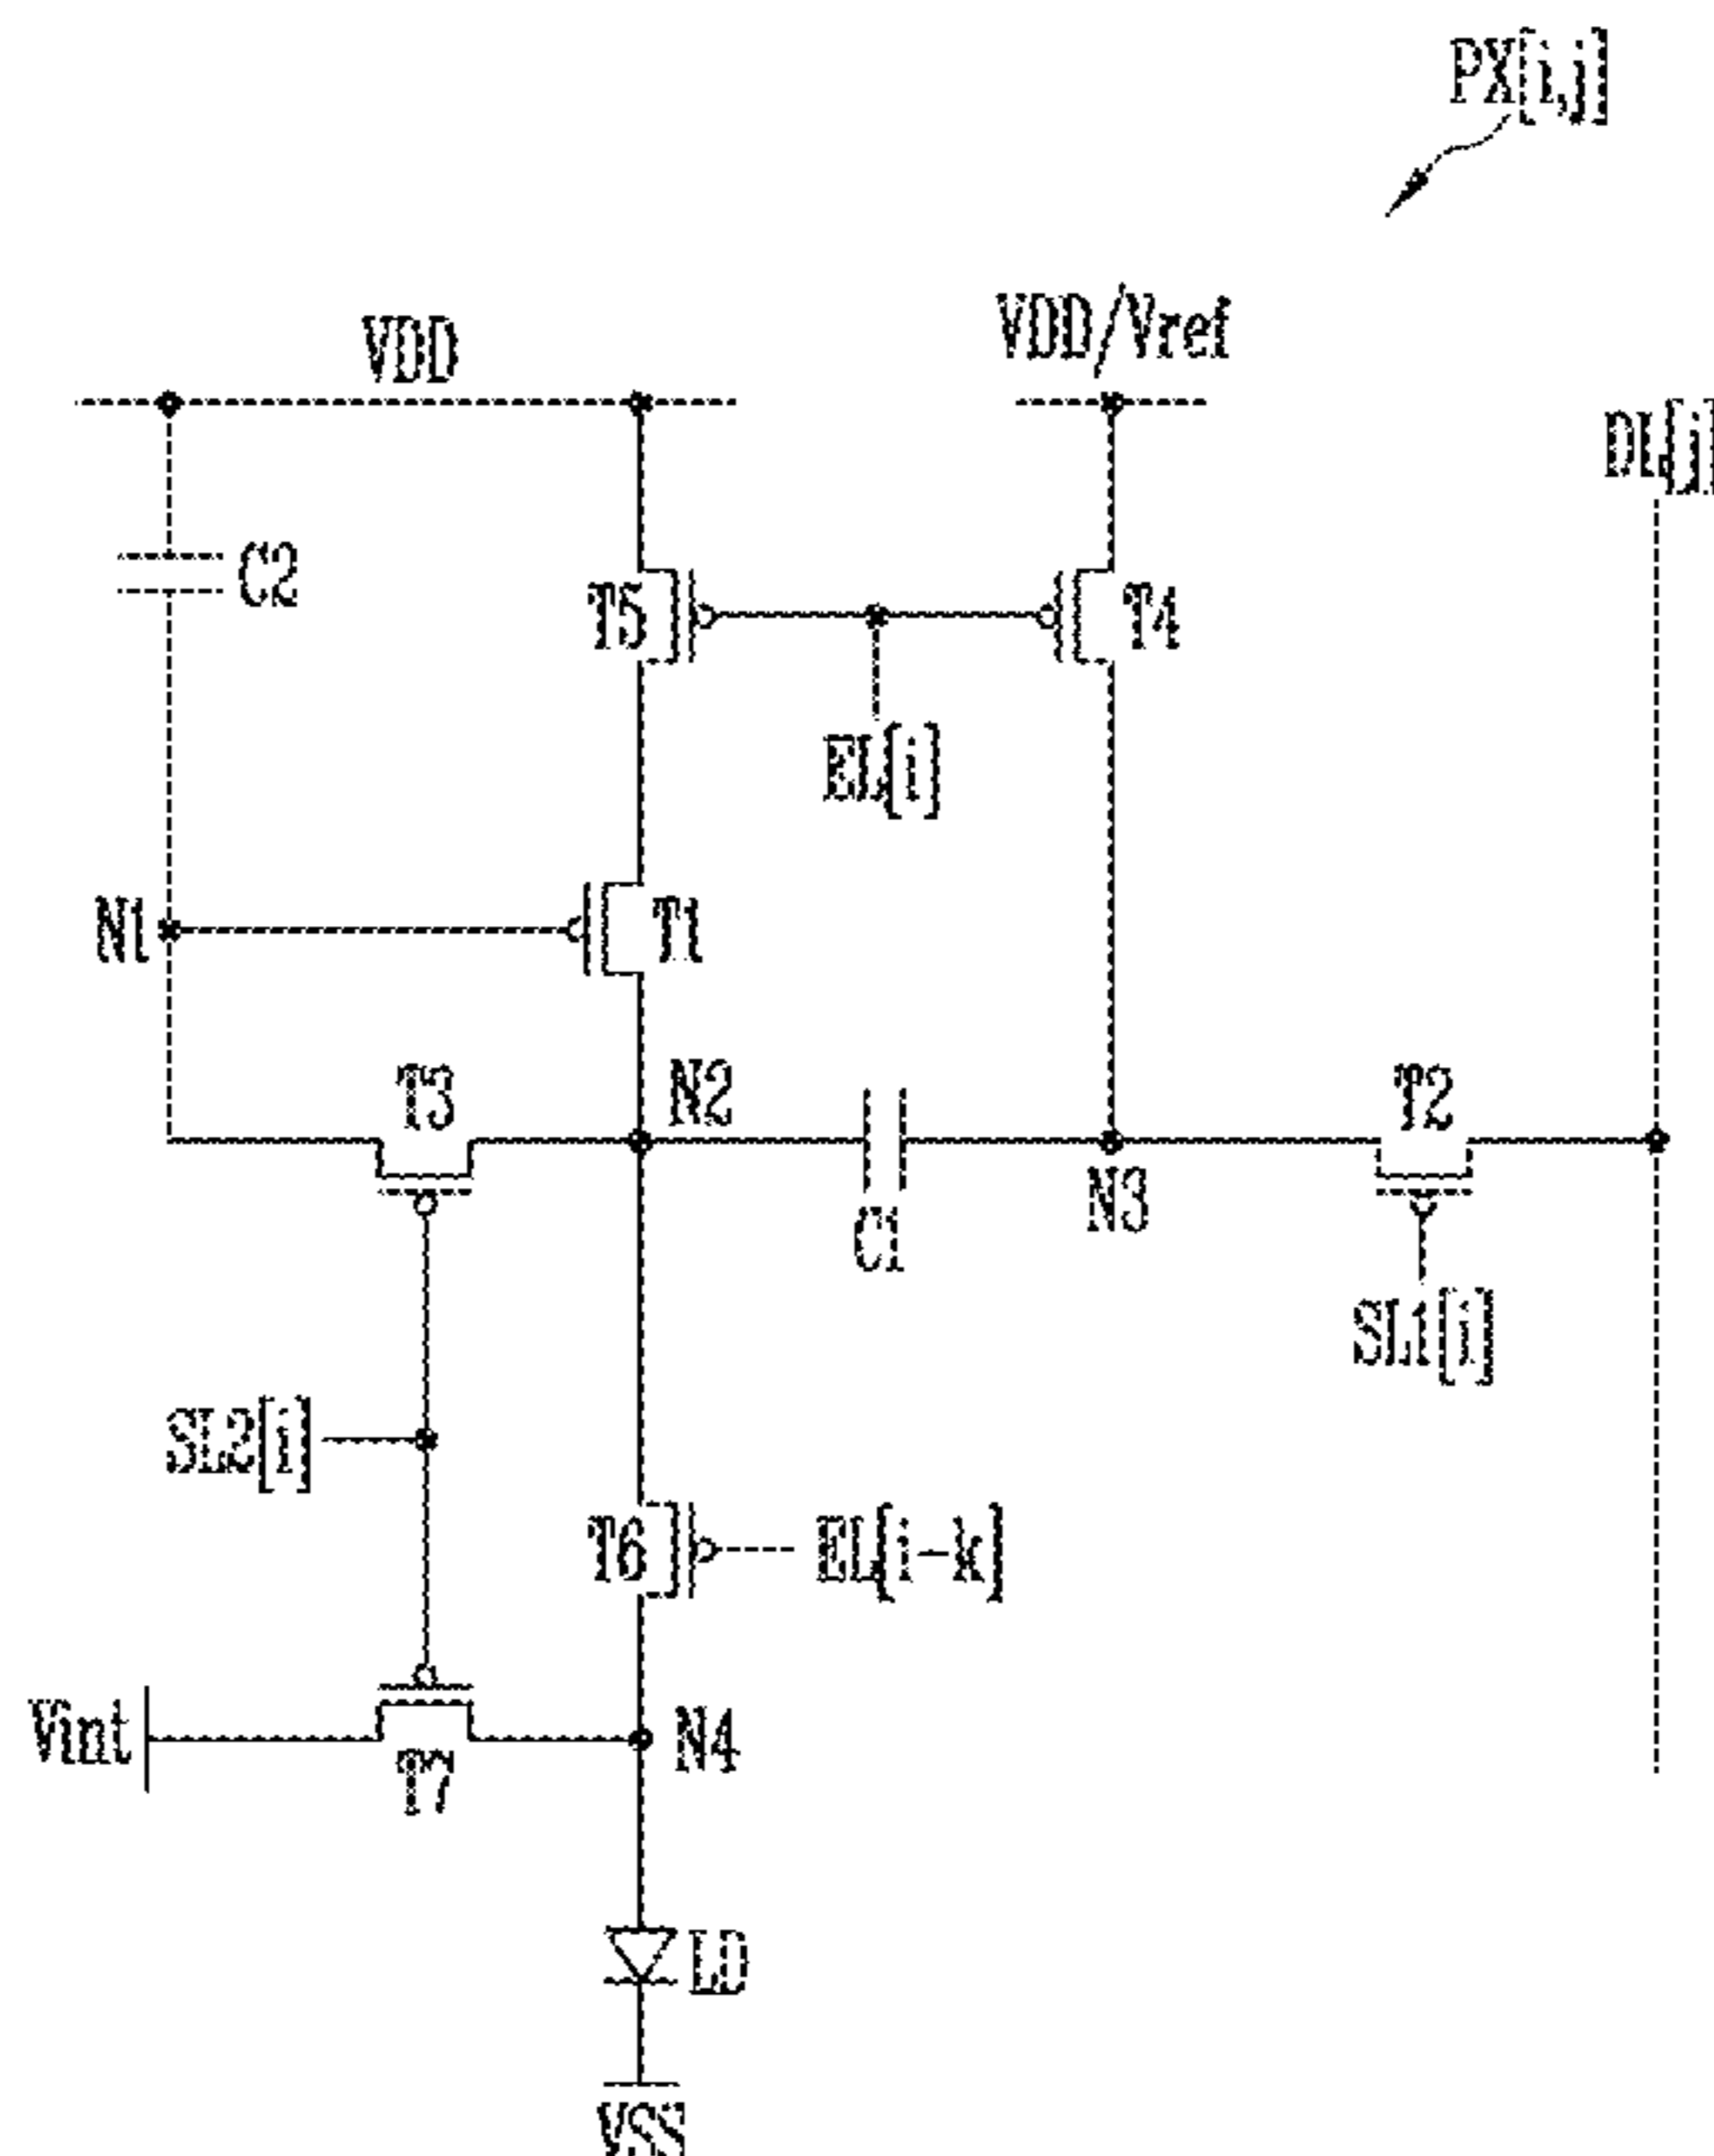 PX[i,j]
VDD
VDD/Vref
DL[j]
C2
T5
T4
EL[i]
N1
T1
T3
N2
T2
N3
C1
SL1[i]
SL2[i]
T6
EL[i-k]
Vint
N4
T7
LD
VSS